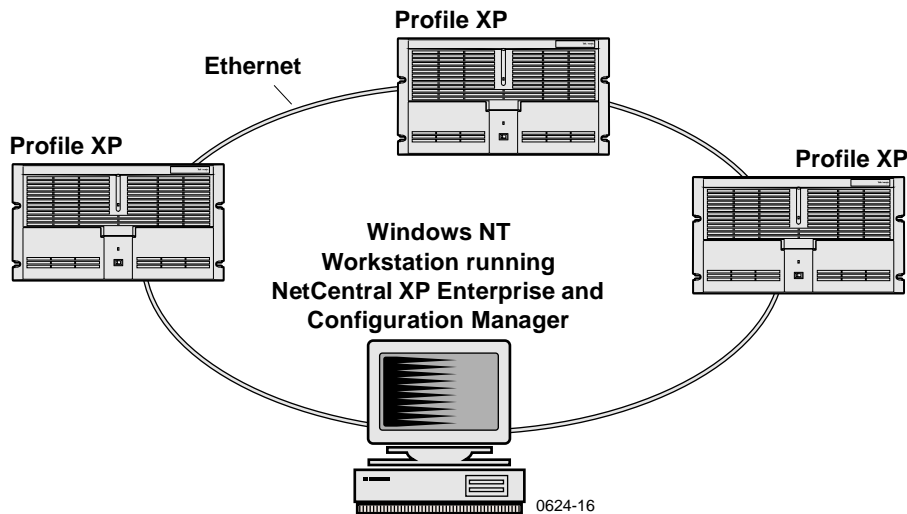 Profile XP
Ethernet
Profile XP
Profile XP
Windows NT
Workstation running
NetCentral XP Enterprise and
Configuration Manager
0624-16